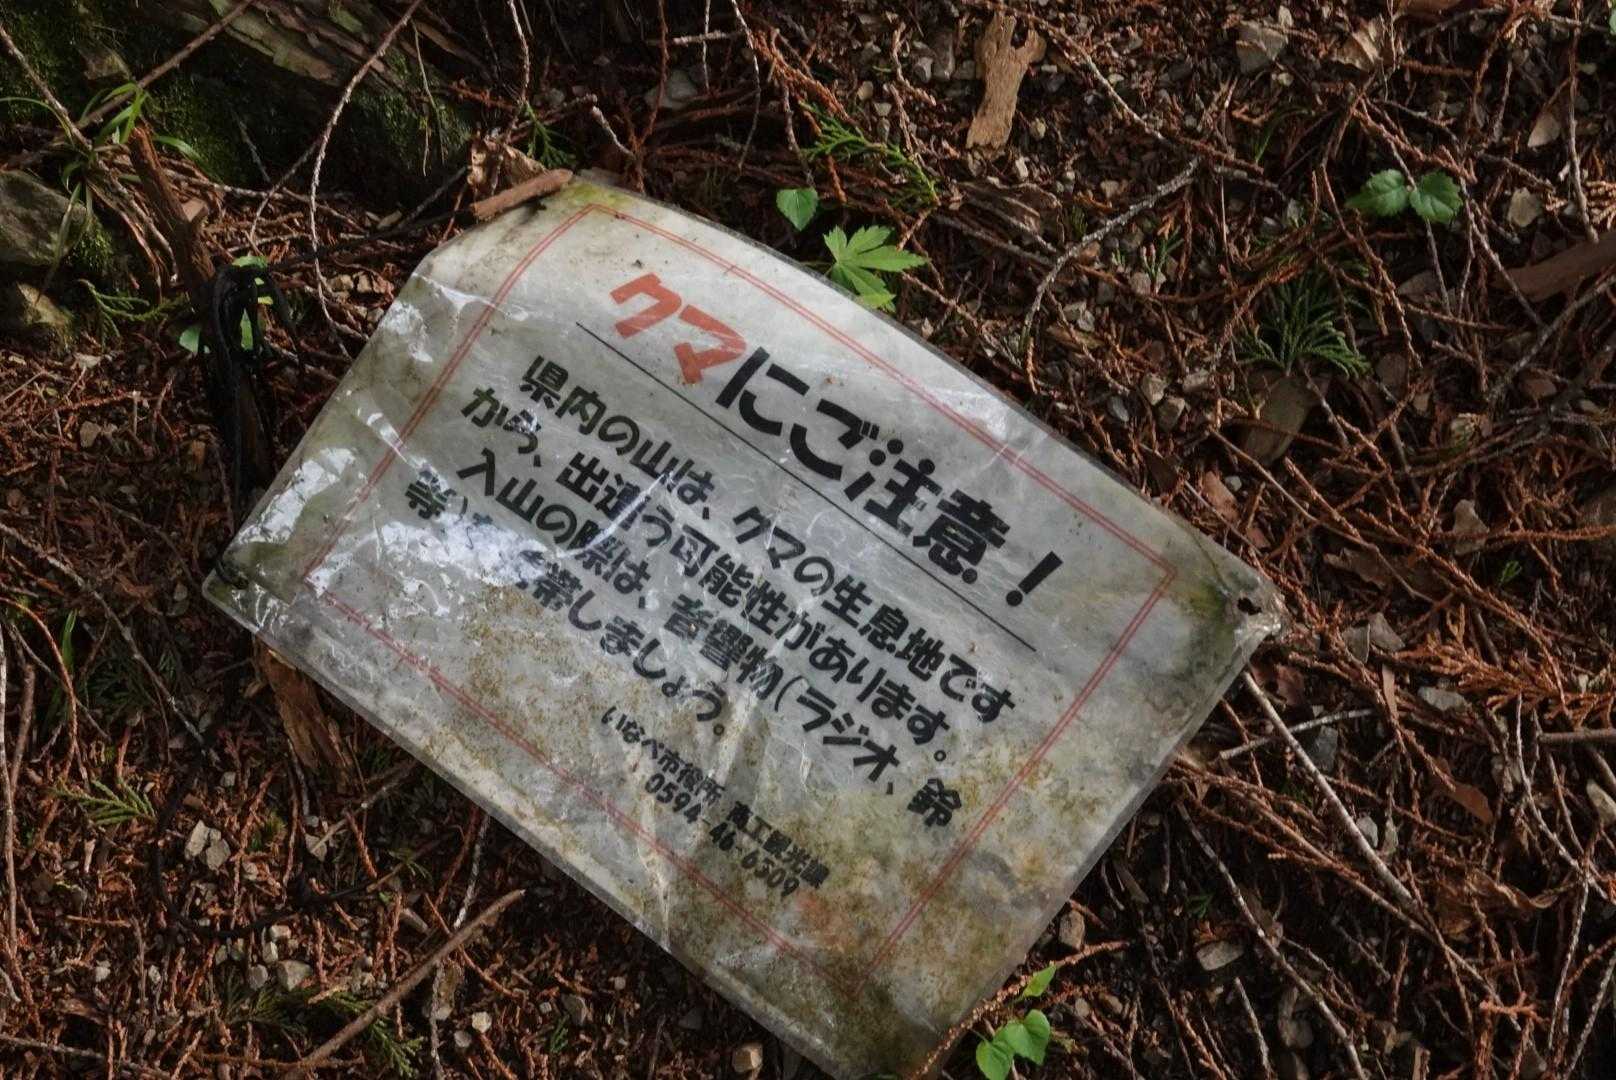 クマにご注意！
県内の山は、クマの生息地です
から、出遭う可能性があります。
入山の際は、音響物（ラジオ、鈴
等）を 帯しましょう。
いなべ市役所 商工観光課
0594-46-6309